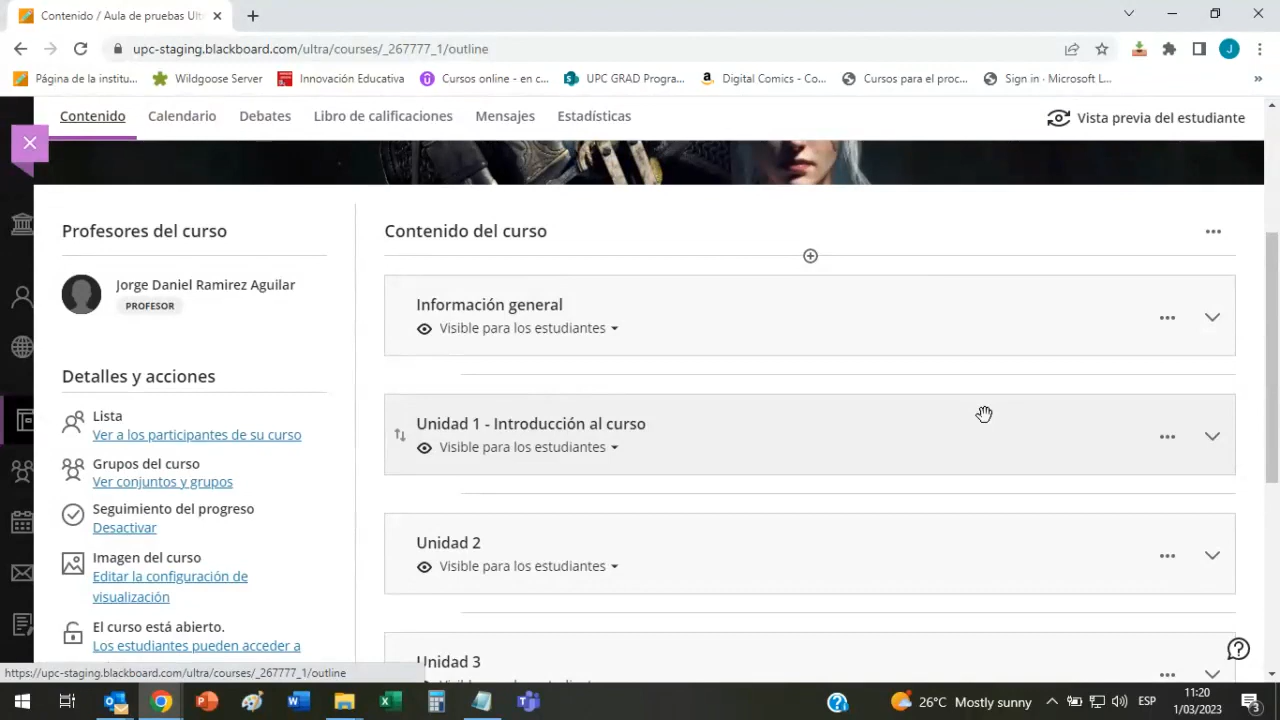 Contenido / Aula de pruebas Ult
upc-staging.blackboard.com/ultra/courses/_267777_1/outline
J
Página de la institu...
Wildgoose Server
Innovación Educativa
Cursos online - en c...
UPC GRAD Progra...
Digital Comics - Co...
Cursos para el proc...
Sign in · Microsoft L...
»
Contenido
Calendario
Debates
Libro de calificaciones
Mensajes
Estadísticas
Vista previa del estudiante
Profesores del curso
Jorge Daniel Ramirez Aguilar
PROFESOR
Detalles y acciones
Lista
Ver a los participantes de su curso
Grupos del curso
Ver conjuntos y grupos
Seguimiento del progreso
Desactivar
Imagen del curso
Editar la configuración de
visualización
El curso está abierto.
Los estudiantes pueden acceder a
Contenido del curso
Información general
Visible para los estudiantes
Unidad 1 - Introducción al curso
Visible para los estudiantes
Unidad 2
Visible para los estudiantes
Unidad 3
https://upc-staging.blackboard.com/ultra/courses/_267777_1/outline
26°C Mostly sunny
ESP
11:20
1/03/2023
3